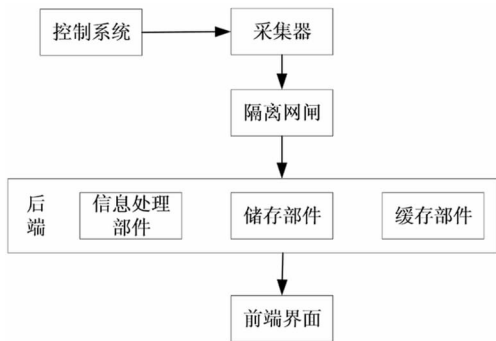 控制系统
采集器
隔离网闸
后端
信息处理
部件
储存部件
缓存部件
前端界面